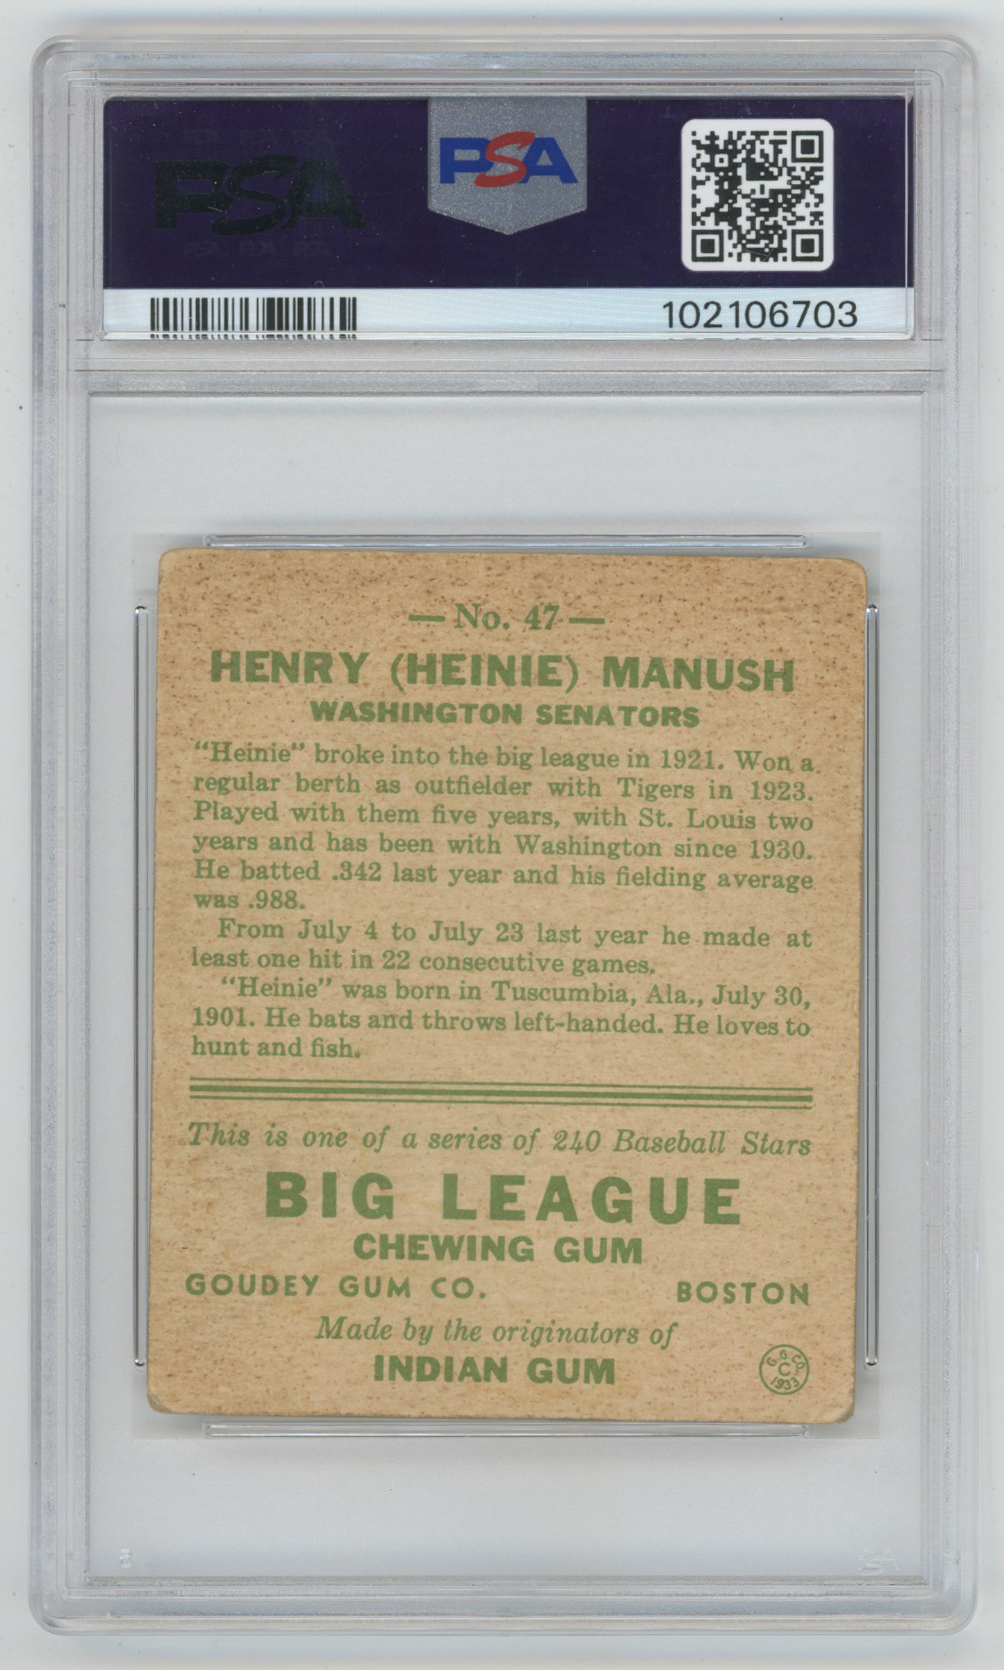 PSA
PSA
102106703
— No. 47 —
HENRY (HEINIE) MANUSH
WASHINGTON SENATORS
"Heinie" broke into the big league in 1921. Won a
regular berth as outfielder with Tigers in 1923.
Played with them five years, with St. Louis two
years and has been with Washington since 1930.
He batted .342 last year and his fielding average
was .988.
From July 4 to July 23 last year he made at
least one hit in 22 consecutive games.
"Heinie" was born in Tuscumbia, Ala., July 30,
1901. He bats and throws left-handed. He loves to
hunt and fish.
This is one of a series of 240 Baseball Stars
BIG LEAGUE
CHEWING GUM
GOUDEY GUM CO. BOSTON
Made by the originators of
INDIAN GUM
G. G. CO.
C
1933